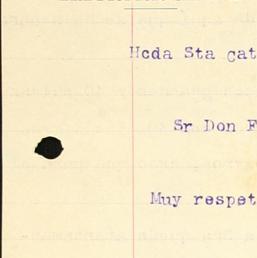 Hcda Sta cat
Sr Don F
Muy respet